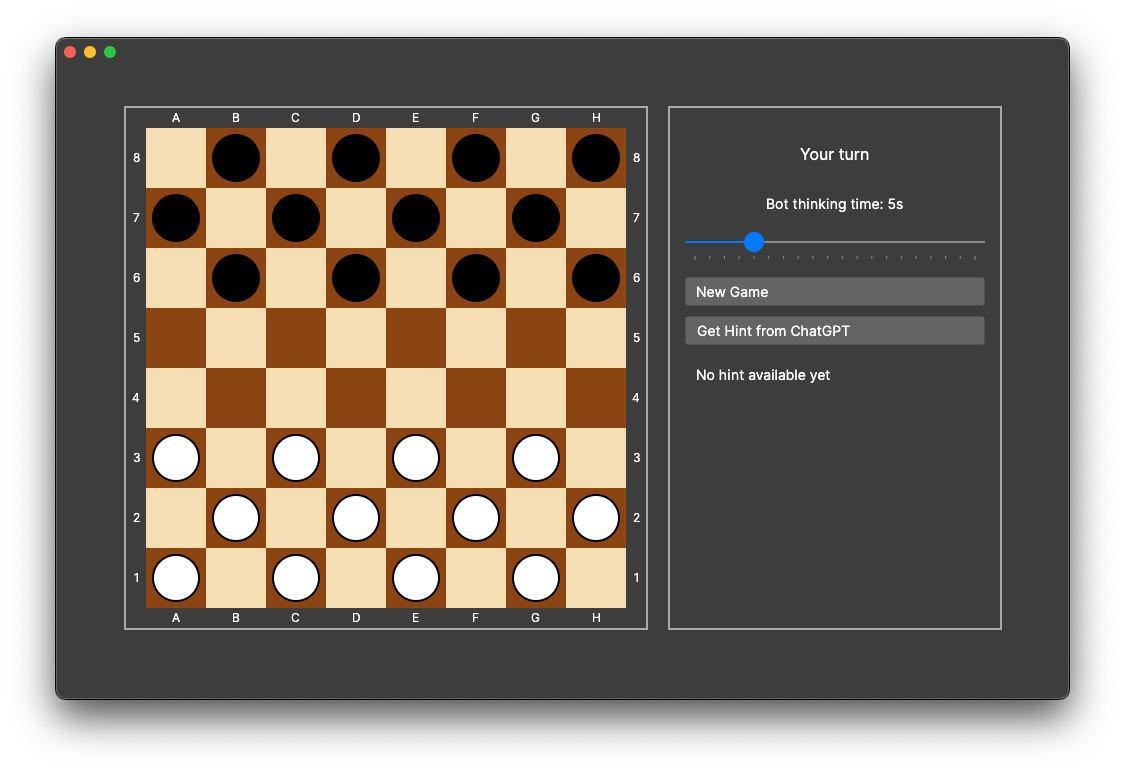 A B C D E F G H
8 8
7 7
6 6
5 5
4 4
3 3
2 2
1 1
A B C D E F G H
Your turn
Bot thinking time: 5s
New Game
Get Hint from ChatGPT
No hint available yet